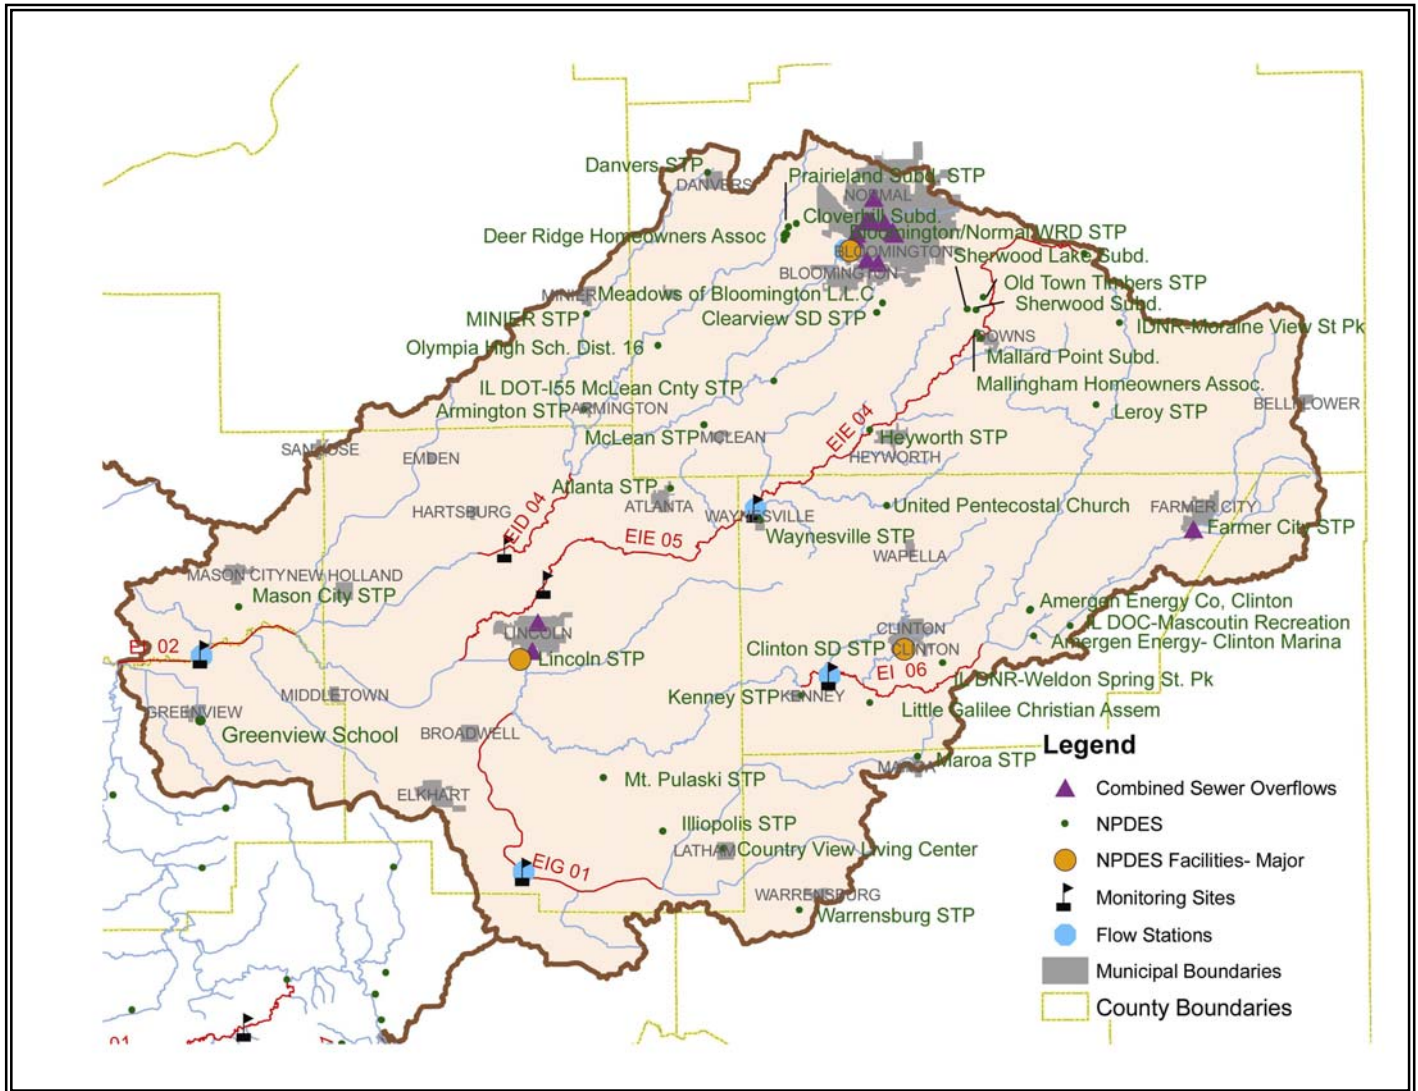 Danvers STP
DANVERS
Prairieland Subd. STP
NORMAL
Cloverhill Subd.
Deer Ridge Homeowners Assoc
Bloomington/Normal WRD STP
BLOOMINGTON
Sherwood Lake Subd.
BLOOMINGTON
Old Town Timbers STP
MINIER
Meadows of Bloomington L.L.C
Sherwood Subd.
MINIER STP
Clearview SD STP
IDNR-Moraine View St Pk
DOWNS
Olympia High Sch. Dist. 16
Mallard Point Subd.
IL DOT-I55 McLean Cnty STP
Mallingham Homeowners Assoc.
Armington STP
ARMINGTON
Leroy STP
BELLFLOWER
EIE 04
McLean STP
MCLEAN
Heyworth STP
SAN JOSE
EMDEN
HEYWORTH
Atlanta STP
ATLANTA
HARTSBURG
EID 04
WAYNESVILLE
United Pentecostal Church
FARMER CITY
Farmer City STP
EIE 05
Waynesville STP
WAPELLA
MASON CITY
NEW HOLLAND
Mason City STP
Amergen Energy Co, Clinton
IL DOC-Mascoutin Recreation
LINCOLN
CLINTON
Amergen Energy- Clinton Marina
EI 02
Lincoln STP
Clinton SD STP
CLINTON
EI 06
IL DNR-Weldon Spring St. Pk
MIDDLETOWN
Kenney STP
KENNEY
GREENVIEW
Little Galilee Christian Assem
Greenview School
BROADWELL
Legend
MAROA
Maroa STP
Mt. Pulaski STP
ELKHART
Combined Sewer Overflows
Illiopolis STP
NPDES
LATHAM
Country View Living Center
NPDES Facilities- Major
EIG 01
WARRENSBURG
Monitoring Sites
Warrensburg STP
Flow Stations
Municipal Boundaries
County Boundaries